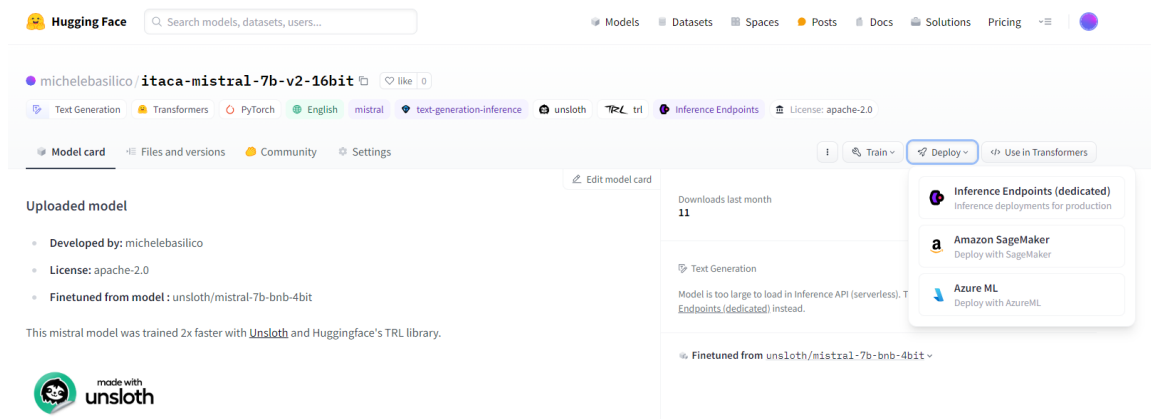 Hugging Face
Search models, datasets, users...
Models
Datasets
Spaces
Posts
Docs
Solutions
Pricing
michelebasilico/itaca-mistral-7b-v2-16bit
like 0
Text Generation
Transformers
PyTorch
English
mistral
text-generation-inference
unsloth
TRL trl
Inference Endpoints
License: apache-2.0
Model card
Files and versions
Community
Settings
Train
Deploy
</> Use in Transformers
Edit model card
Uploaded model
Developed by: michelebasilico
License: apache-2.0
Finetuned from model : unsloth/mistral-7b-bnb-4bit
This mistral model was trained 2x faster with Unsloth and Huggingface's TRL library.
made with
unsloth
Downloads last month
11
Text Generation
Model is too large to load in Inference API (serverless). T
Endpoints (dedicated) instead.
Finetuned from unsloth/mistral-7b-bnb-4bit
Inference Endpoints (dedicated)
Inference deployments for production
Amazon SageMaker
Deploy with SageMaker
Azure ML
Deploy with AzureML